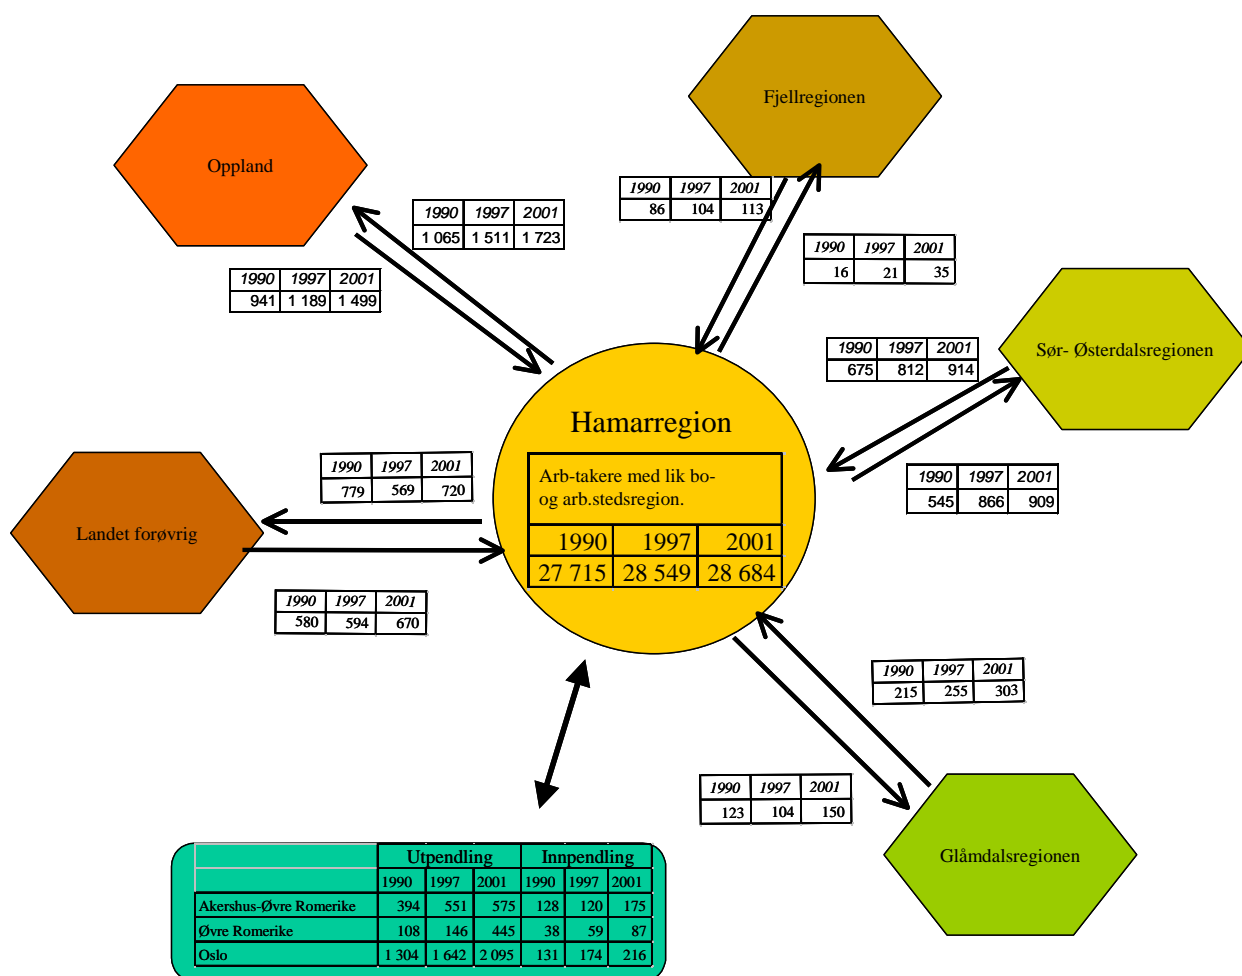 Fjellregionen
Oppland
1990 1997 2001
86 104 113
1990 1997 2001
1 065 1 511 1 723
1990 1997 2001
16 21 35
1990 1997 2001
941 1 189 1 499
1990 1997 2001
675 812 914
Sør- Østerdalsregionen
Hamarregion
Arb-takere med lik bo-
og arb.stedsregion.
1990 1997 2001
27 715 28 549 28 684
1990 1997 2001
779 569 720
1990 1997 2001
545 866 909
Landet forøvrig
1990 1997 2001
580 594 670
1990 1997 2001
215 255 303
1990 1997 2001
123 104 150
Glåmdalsregionen
Utpendling Innpendling
1990 1997 2001 1990 1997 2001
Akershus-Øvre Romerike 394 551 575 128 120 175
Øvre Romerike 108 146 445 38 59 87
Oslo 1 304 1 642 2 095 131 174 216